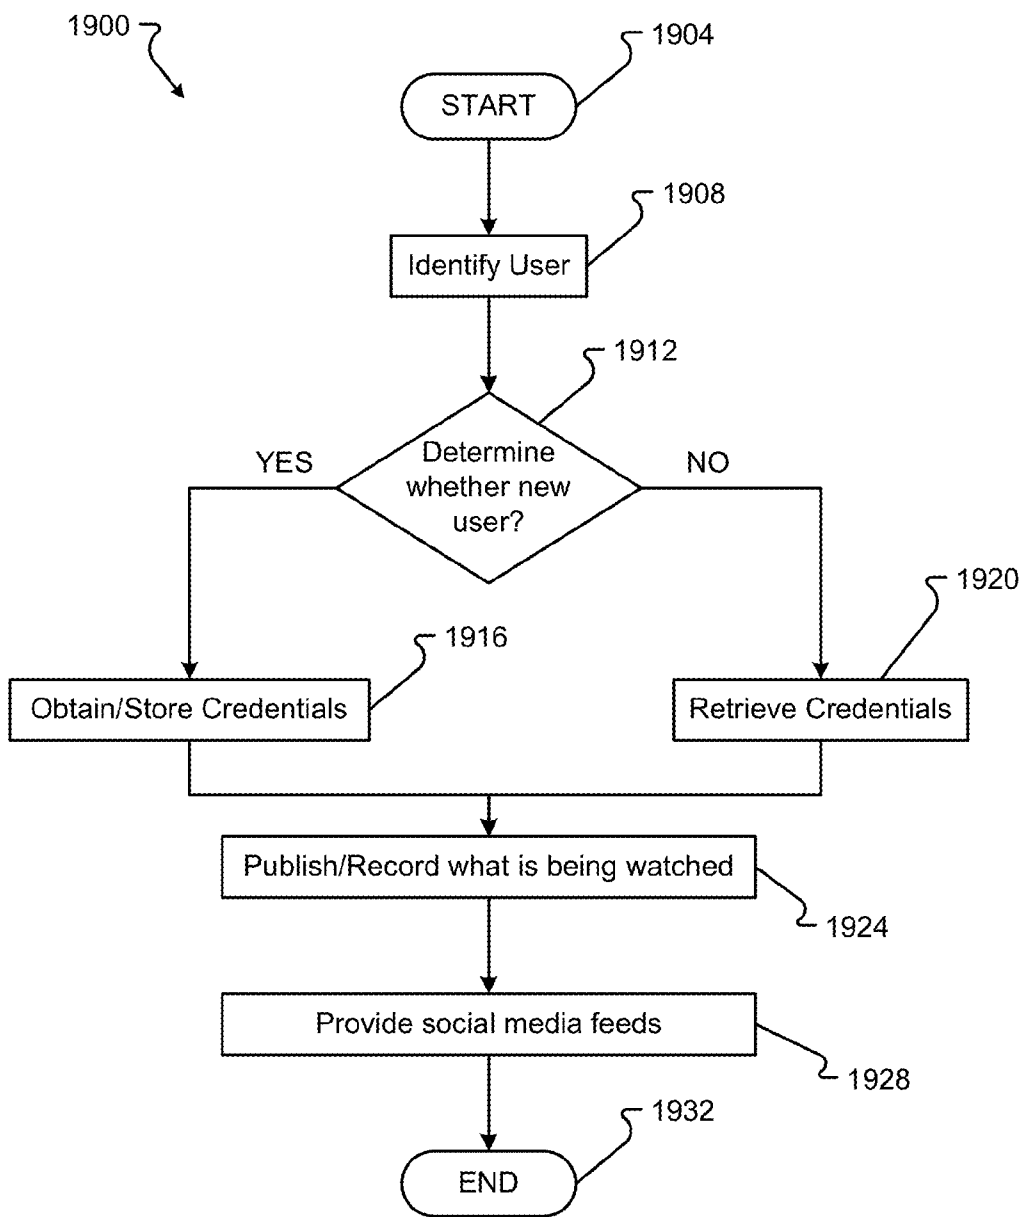 1900
1904
START
1908
Identify User
1912
YES
Determine
whether new
user?
NO
1920
1916
Obtain/Store Credentials
Retrieve Credentials
Publish/Record what is being watched
1924
Provide social media feeds
1928
1932
END